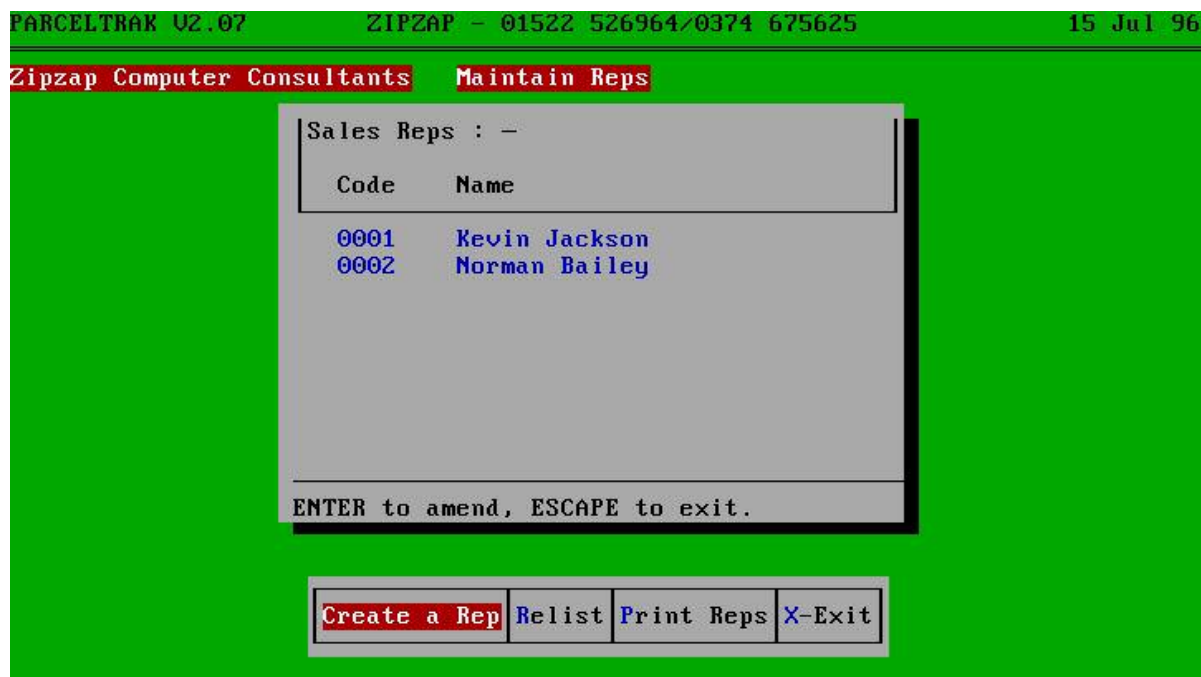 PARCELTRAK V2.07 ZIPZAP - 01522 526964/0374 675625 15 Jul 96
Zipzap Computer Consultants Maintain Reps
Sales Reps : -
Code Name
0001 Kevin Jackson
0002 Norman Bailey
ENTER to amend, ESCAPE to exit.
Create a Rep Relist Print Reps X-Exit